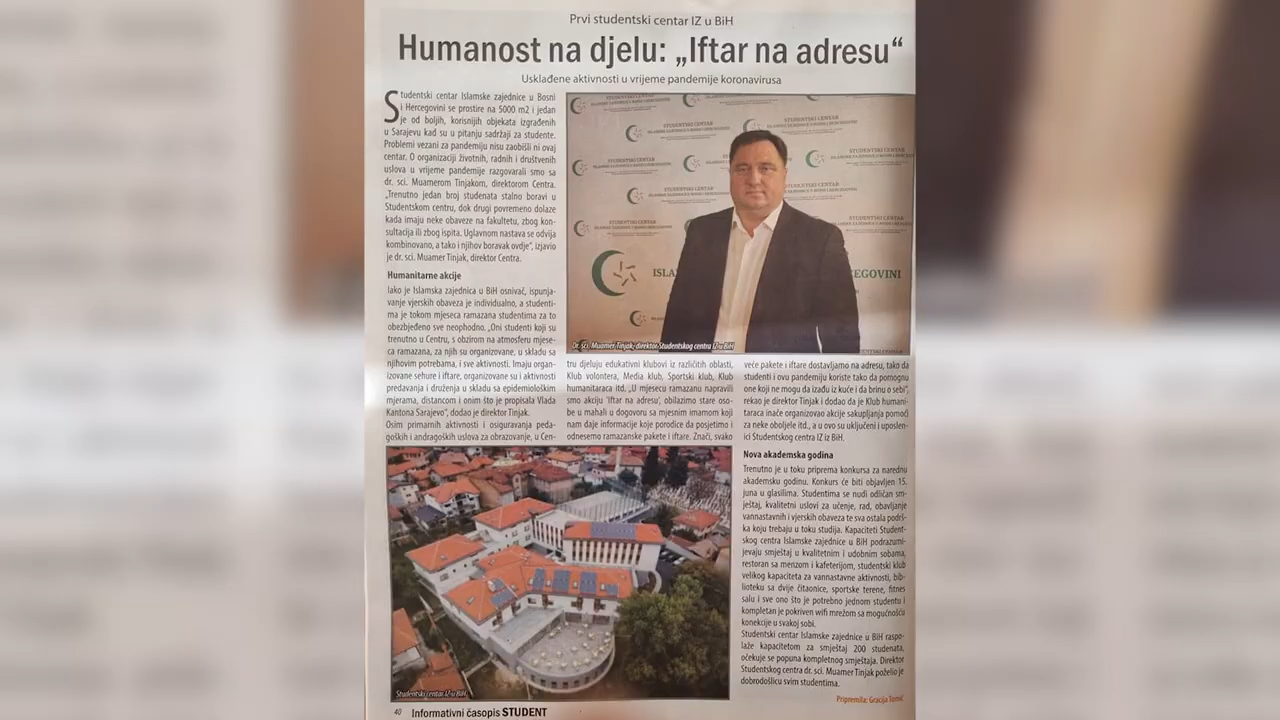 Prvi studentski centar IZ u BiH
Humanost na djelu: „Iftar na adresu“
Usklađene aktivnosti u vrijeme pandemije koronavirusa
Studentski centar Islamske zajednice u Bosni
i Hercegovini se prostire na 5000 m2 i jedan
je od boljih, korisnijih objekata izgrađenih
u Sarajevu kad su u pitanju sadržaji za studente.
Problemi vezani za pandemiju nisu zaobišli ni ovaj
centar. O organizaciji životnih, radnih i društvenih
uslova u vrijeme pandemije razgovarali smo sa
dr. sci. Muamerom Tinjakom, direktorom Centra.
„Trenutno jedan broj studenata stalno boravi u
Studentskom centru, dok drugi povremeno dolaze
kada imaju neke obaveze na fakultetu, zbog kon-
sultacija ili zbog ispita. Uglavnom nastava se odvija
kombinovano, a tako i njihov boravak ovdje“, izjavio
je dr. sci. Muamer Tinjak, direktor Centra.
Humanitarne akcije
Iako je Islamska zajednica u BiH osnivač, ispunja-
vanje vjerskih obaveza je individualno, a studenti-
ma je tokom mjeseca ramazana studentima za to
obezbjeđeno sve neophodno. „Oni studenti koji su
trenutno u Centru, s obzirom na atmosferu mjese-
ca ramazana, za njih su organizovane, u skladu sa
njihovim potrebama, i sve aktivnosti. Imaju organ-
izovane sehure i iftare, organizovane su i aktivnosti
predavanja i druženja u skladu sa epidemiološkim
mjerama, distancom i onim što je propisala Vlada
Kantona Sarajevo“, dodao je direktor Tinjak.
Osim primarnih aktivnosti i osiguravanja peda-
goških i andragoških uslova za obrazovanje, u Cen-
STUDENTSKI CENTAR
ISLA
EGOVINI
Dr. sci. Muamer Tinjak, direktor Studentskog centra IZ u BiH
tru djeluju edukativni klubovi iz različitih oblasti,
Klub volontera, Media klub, Sportski klub, Klub
humanitaraca itd. „U mjesecu ramazanu napravili
smo akciju 'Iftar na adresu', obilazimo stare oso-
be u mahali u dogovoru sa mjesnim imamom koji
nam daje informacije koje porodice da posjetimo i
odnesemo ramazanske pakete i iftare. Znači, svako
veče pakete i iftare dostavljamo na adresu, tako da
studenti i ovu pandemiju koriste tako da pomognu
one koji ne mogu da izađu iz kuće i da brinu o sebi“,
rekao je direktor Tinjak i dodao da je Klub humani-
taraca inače organizovao akcije sakupljanja pomoći
za neke oboljele itd., a u ovo su uključeni i uposlen-
ici Studentskog centra IZ iz BiH.
Nova akademska godina
Trenutno je u toku priprema konkursa za narednu
akademsku godinu. Konkurs će biti objavljen 15.
juna u glasilima. Studentima se nudi odličan smj-
eštaj, kvalitetni uslovi za učenje, rad, obavljanje
vannastavnih i vjerskih obaveze te sva ostala podrš-
ka koju trebaju u toku studija. Kapaciteti Student-
skog centra Islamske zajednice u BiH podrazumi-
jevaju smještaj u kvalitetnim i udobnim sobama,
restoran sa menzom i kafeterijom, studentski klub
velikog kapaciteta za vannastavne aktivnosti, bib-
lioteku sa dvije čitaonice, sportske terene, fitnes
salu i sve ono što je potrebno jednom studentu i
kompletan je pokriven wifi mrežom sa mogućnošću
konekcije u svakoj sobi.
Studentski centar Islamske zajednice u BiH raspo-
laže kapacitetom za smještaj 200 studenata,
očekuje se popuna kompletnog smještaja. Direktor
Studentskog centra dr. sci. Muamer Tinjak poželio je
dobrodošlicu svim studentima.
Pripremila: Gracija Tomić
Studentski centar IZ u BiH
40 Informativni časopis STUDENT